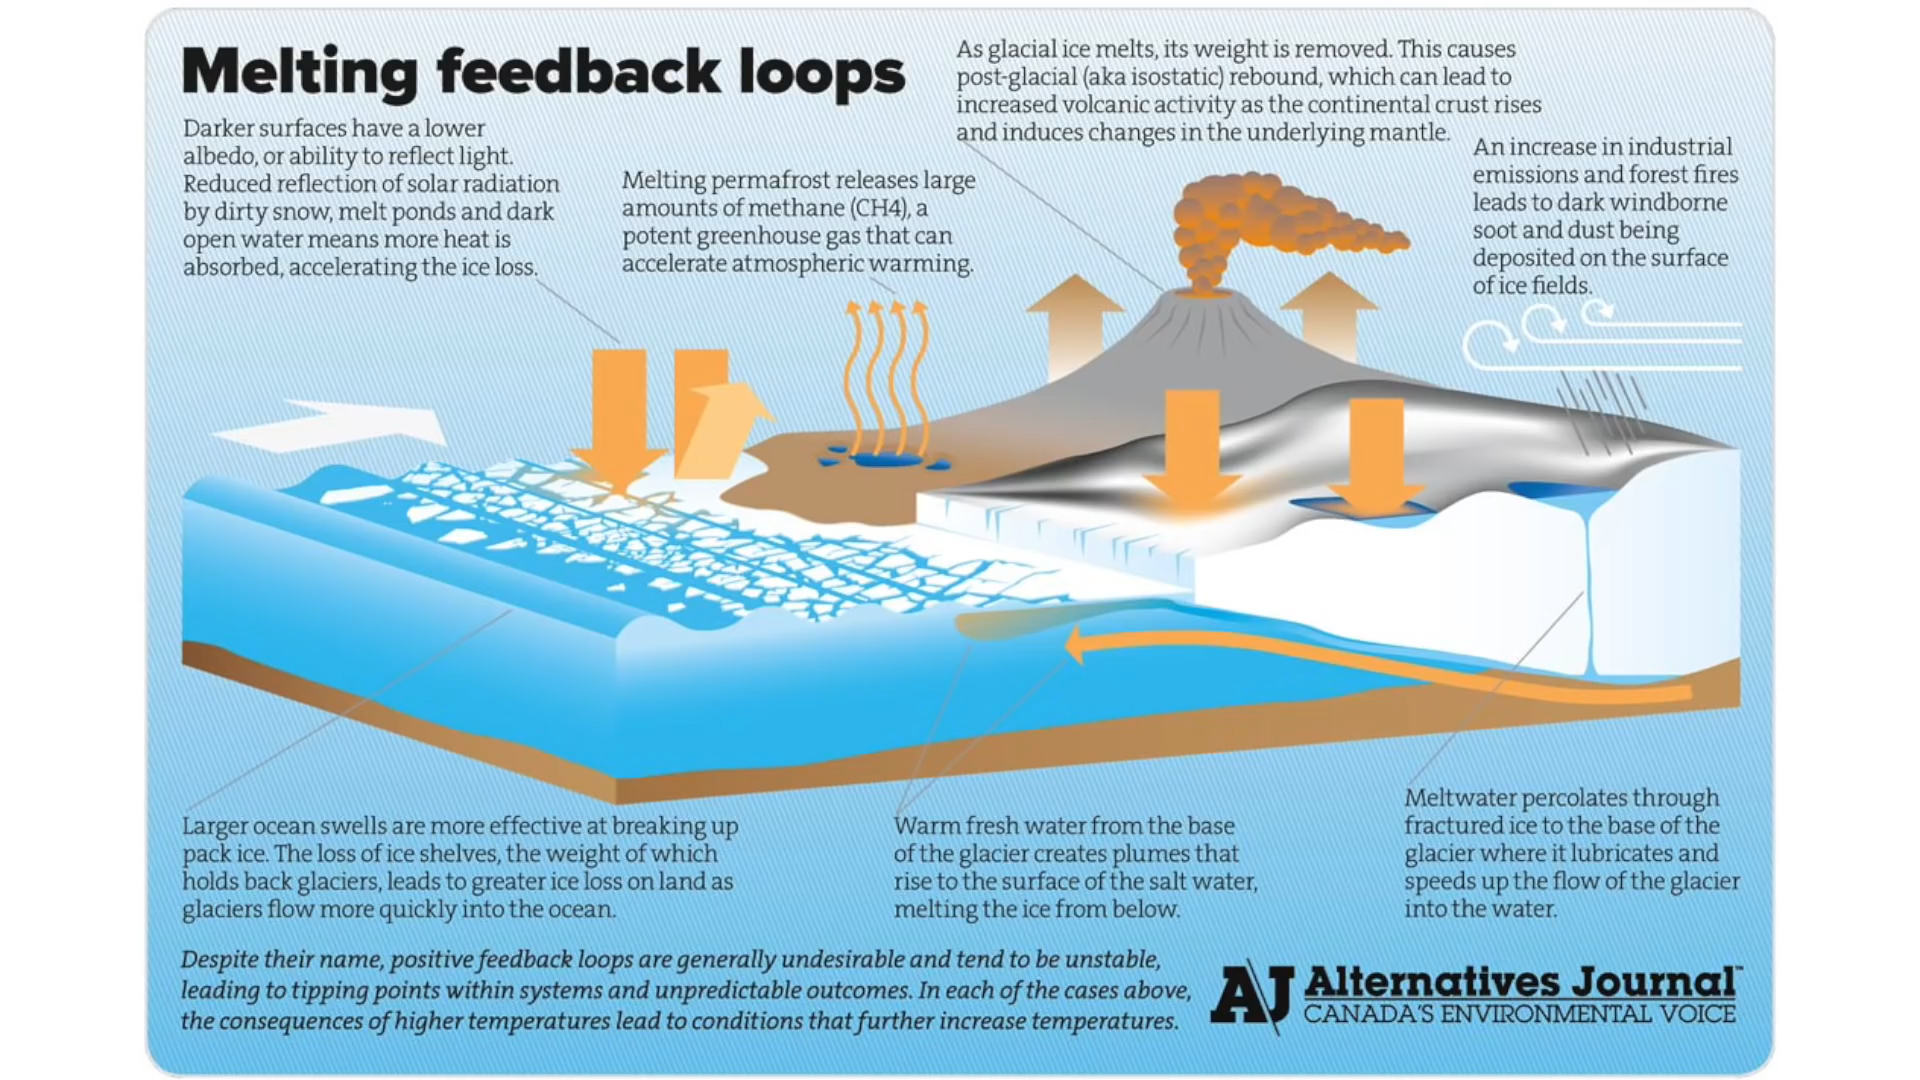 Melting feedback loops
Darker surfaces have a lower
albedo, or ability to reflect light.
Reduced reflection of solar radiation
by dirty snow, melt ponds and dark
open water means more heat is
absorbed, accelerating the ice loss.
Melting permafrost releases large
amounts of methane (CH4), a
potent greenhouse gas that can
accelerate atmospheric warming.
As glacial ice melts, its weight is removed. This causes
post-glacial (aka isostatic) rebound, which can lead to
increased volcanic activity as the continental crust rises
and induces changes in the underlying mantle.
An increase in industrial
emissions and forest fires
leads to dark windborne
soot and dust being
deposited on the surface
of ice fields.
Larger ocean swells are more effective at breaking up
pack ice. The loss of ice shelves, the weight of which
holds back glaciers, leads to greater ice loss on land as
glaciers flow more quickly into the ocean.
Warm fresh water from the base
of the glacier creates plumes that
rise to the surface of the salt water,
melting the ice from below.
Meltwater percolates through
fractured ice to the base of the
glacier where it lubricates and
speeds up the flow of the glacier
into the water.
Despite their name, positive feedback loops are generally undesirable and tend to be unstable,
leading to tipping points within systems and unpredictable outcomes. In each of the cases above,
the consequences of higher temperatures lead to conditions that further increase temperatures.
AJ Alternatives Journal™
CANADA'S ENVIRONMENTAL VOICE